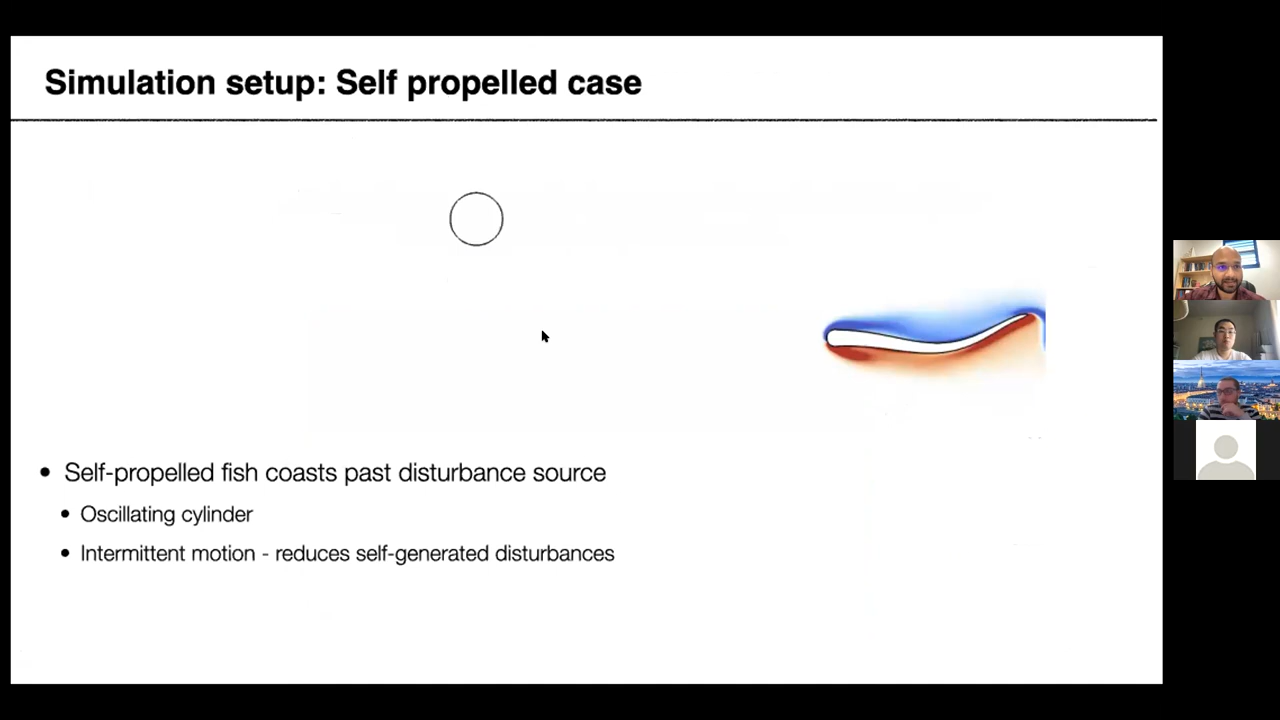 Simulation setup: Self propelled case
• Self-propelled fish coasts past disturbance source
• Oscillating cylinder
• Intermittent motion - reduces self-generated disturbances